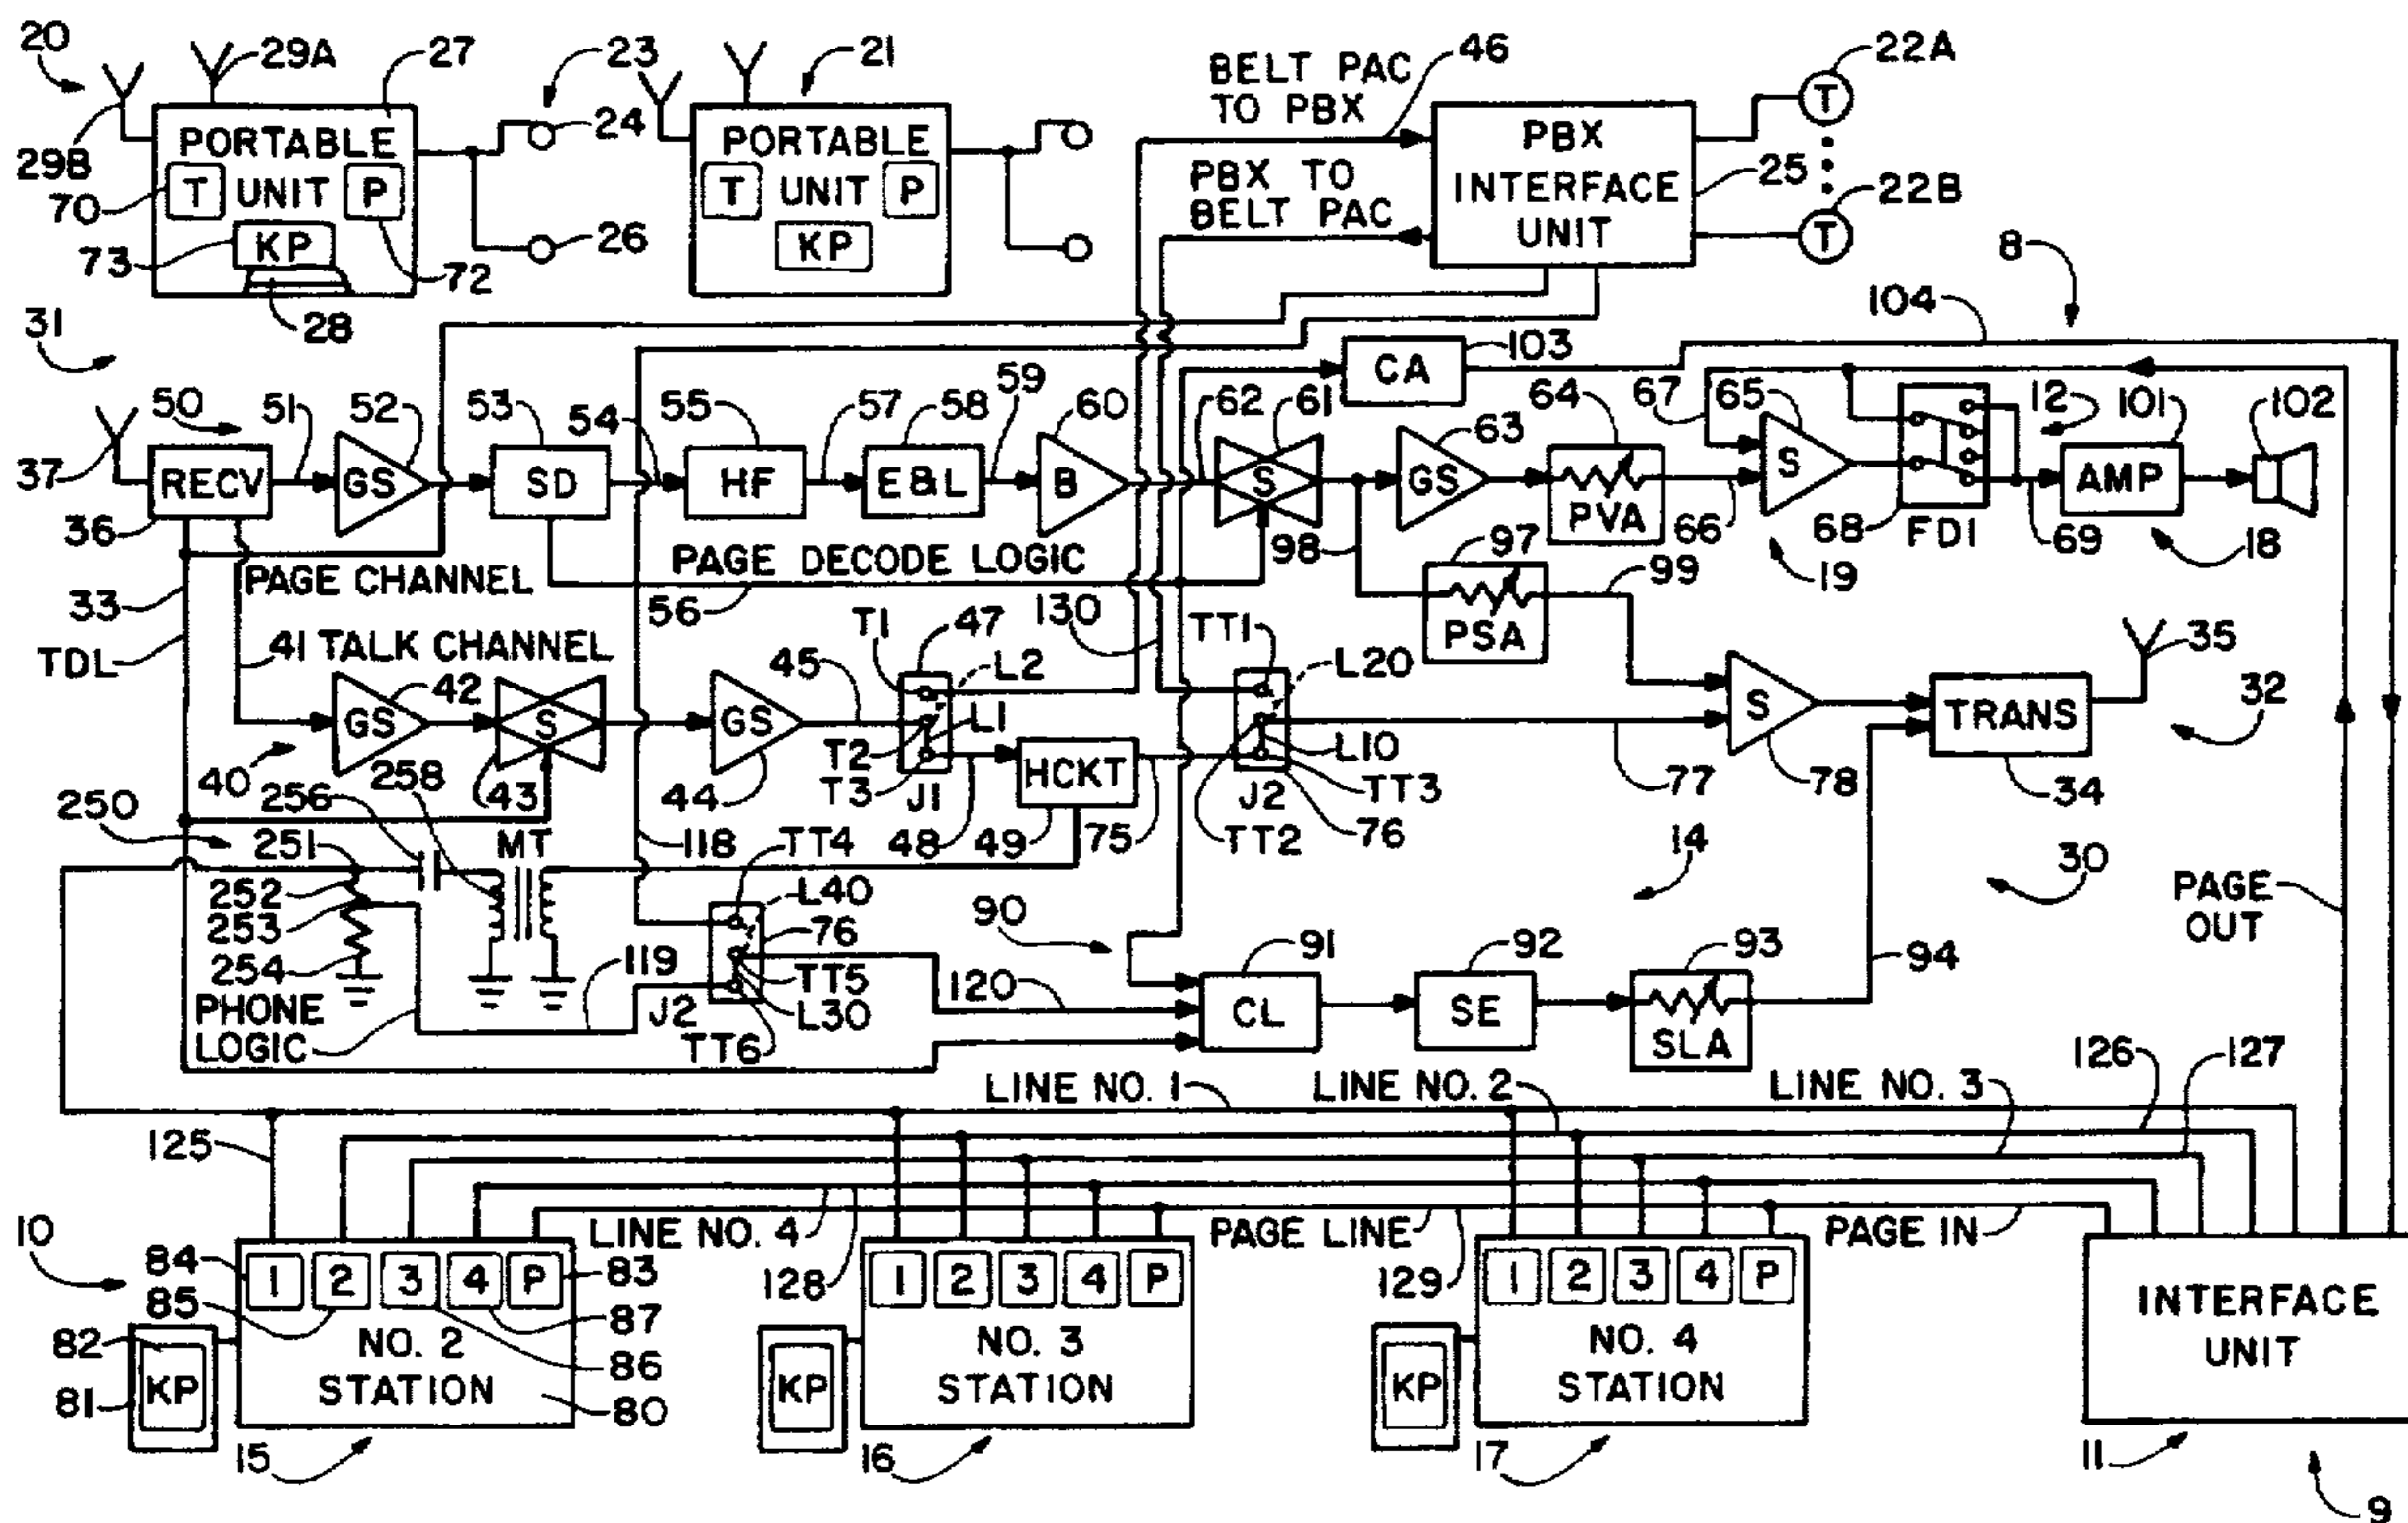 20
29A
27
23
21
BELT PAC
TO PBX
46
22A
T
24
PORTABLE
UNIT
T
P
KP
29B
70
73
72
28
26
PORTABLE
UNIT
T
P
KP
PBX
INTERFACE
UNIT
25
PBX TO
BELT PAC
22B
T
8
104
31
50
51
52
53
54
55
57
58
59
60
62
61
CA
103
63
64
67
65
12
101
102
37
RECV
GS
SD
HF
E&L
B
S
GS
PVA
66
S
68
FD1
69
AMP
18
19
36
PAGE CHANNEL
PAGE DECODE LOGIC
56
98
97
PSA
99
33
TDL
41 TALK CHANNEL
T1
47
L2
130
TT1
L20
35
42
GS
S
GS
45
L1
T2
T3
J1
HCKT
L10
TT3
J2
TT2
76
77
S
78
TRANS
34
32
40
258
43
44
48
49
75
250
256
251
MT
118
TT4
L40
76
252
253
254
90
14
30
PAGE
OUT
PHONE
LOGIC
119
J2
TT5
L30
TT6
120
91
CL
92
SE
93
SLA
94
LINE NO. 1
LINE NO. 2
LINE NO. 3
126
127
125
10
LINE NO. 4
128
PAGE LINE
129
PAGE IN
84
1 2 3 4 P
83
85
87
82
KP
81
NO. 2
STATION
86
80
15
1 2 3 4 P
KP
NO. 3
STATION
16
1 2 3 4 P
KP
NO. 4
STATION
17
INTERFACE
UNIT
11
9